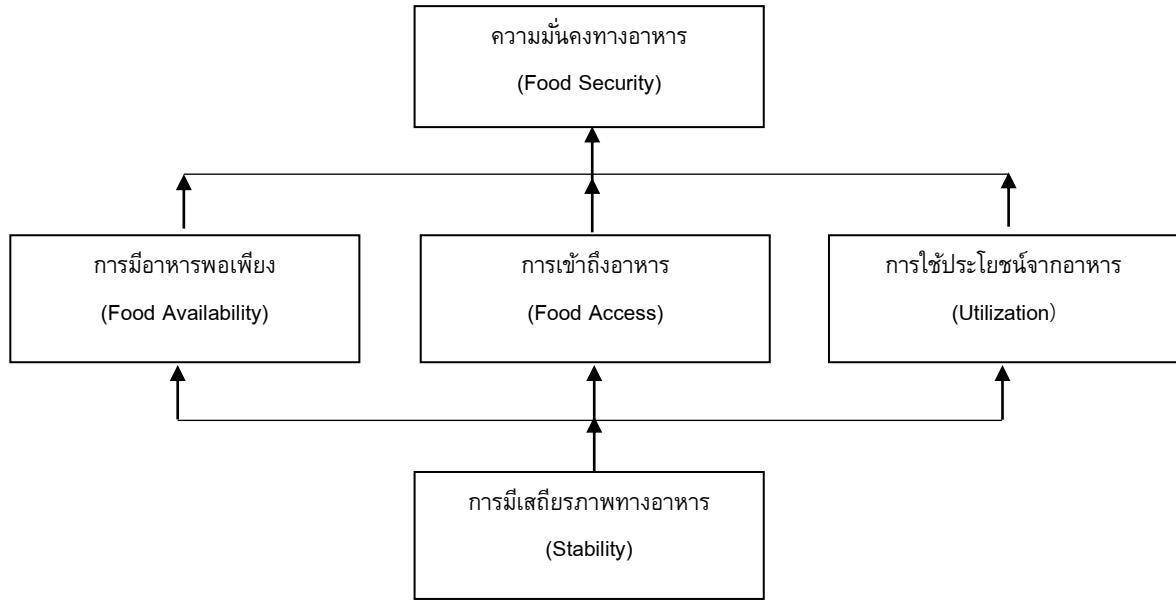 ความมั่นคงทางอาหาร
(Food Security)
การมีอาหารพอเพียง
(Food Availability)
การเข้าถึงอาหาร
(Food Access)
การใช้ประโยชน์จากอาหาร
(Utilization)
การมีเสถียรภาพทางอาหาร
(Stability)